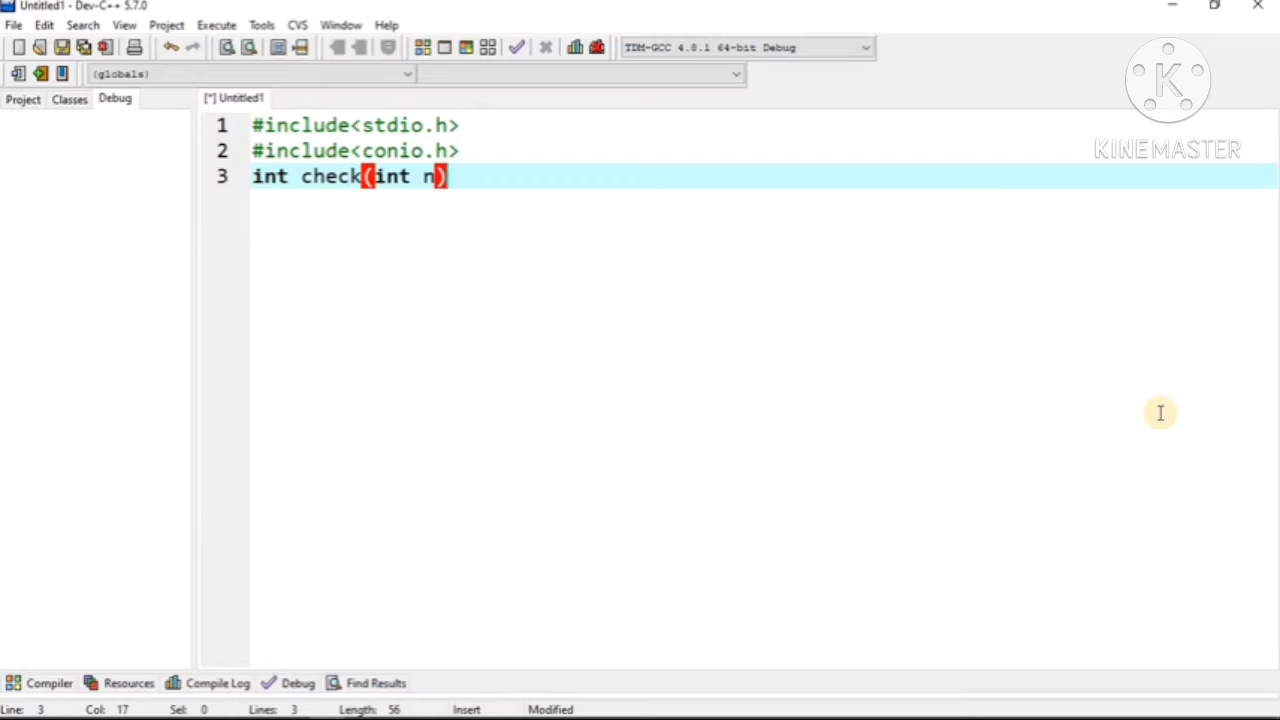 Untitled1 - Dev-C++ 5.7.0
File Edit Search View Project Execute Tools CVS Window Help
TDM-GCC 4.8.1 64-bit Debug
(globals)
Project Classes Debug
[*] Untitled1
K
KINEMASTER
1 #include<stdio.h>
2 #include<conio.h>
3 int check(int n)
Compiler Resources Compile Log Debug Find Results
Line: 3 Col: 17 Sel: 0 Lines: 3 Length: 56 Insert Modified